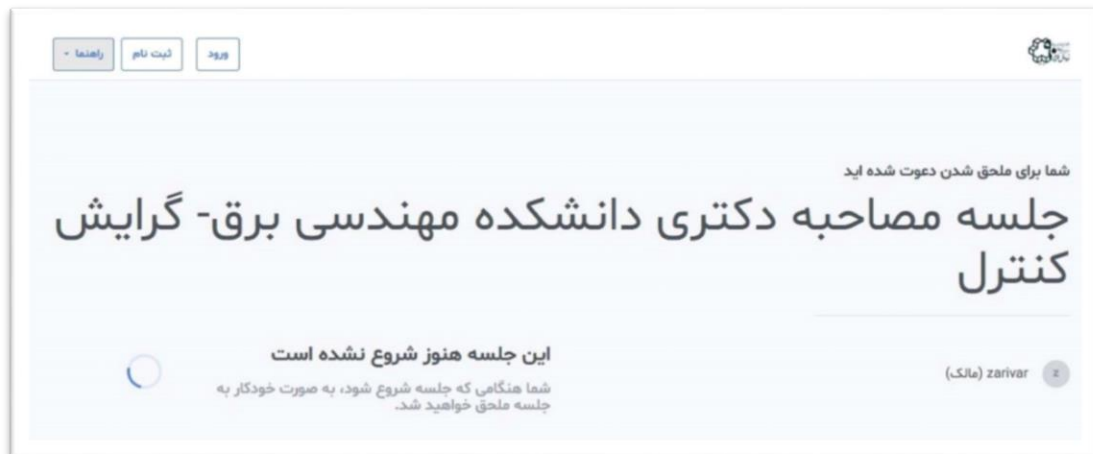 ورود
ثبت نام
راهنما
شما برای ملحق شدن دعوت شده اید
جلسه مصاحبه دکتری دانشکده مهندسی برق- گرایش
کنترل
zarivar (مالک)
z
این جلسه هنوز شروع نشده است
شما هنگامی که جلسه شروع شود، به صورت خودکار به
جلسه ملحق خواهید شد.